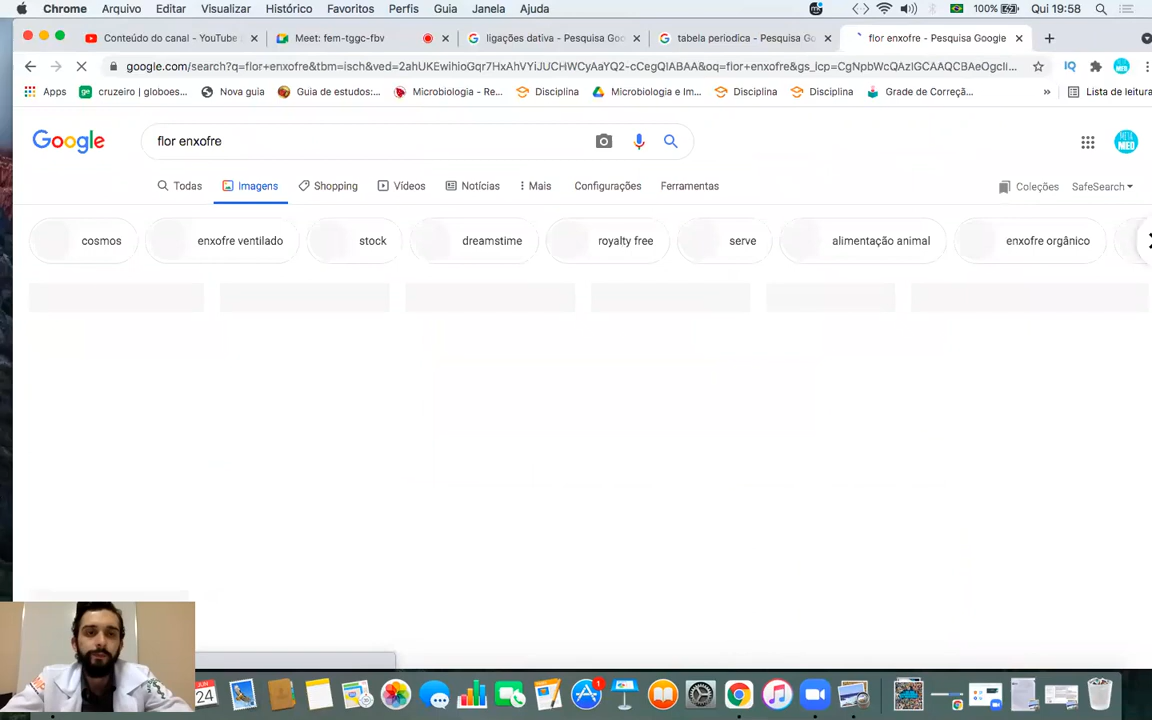 Chrome Arquivo Editar Visualizar Histórico Favoritos Perfis Guia Janela Ajuda 100% Qui 19:58
Conteúdo do canal - YouTube Meet: fem-tggc-fbv ligações dativa - Pesquisa Goo tabela periodica - Pesquisa Go flor enxofre - Pesquisa Google
google.com/search?q=flor+enxofre&tbm=isch&ved=2ahUKEwihioGqr7HxAhVYiJUCHWCyAaYQ2-cCegQIABAA&oq=flor+enxofre&gs_lcp=CgNpbWcQAzIGCAAQCBAeOgcIi... IQ
Apps cruzeiro | globoes... Nova guia Guia de estudos:... Microbiologia - Re... Disciplina Microbiologia e Im... Disciplina Disciplina Grade de Correçã... » Lista de leitura
Google flor enxofre
Todas Imagens Shopping Vídeos Notícias Mais Configurações Ferramentas Coleções SafeSearch
cosmos enxofre ventilado stock dreamstime royalty free serve alimentação animal enxofre orgânico
24 1